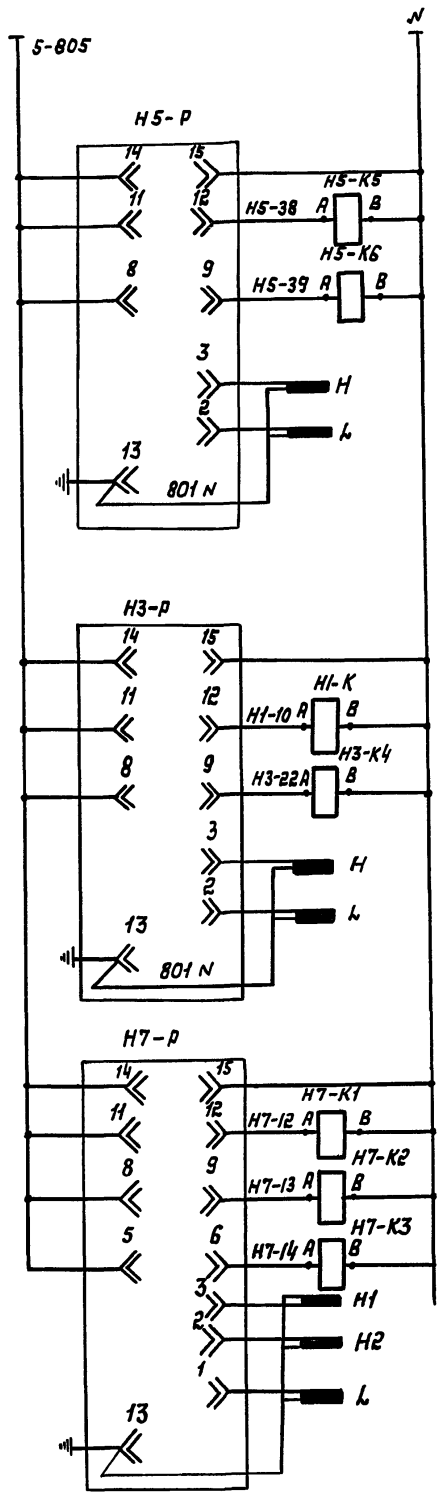 5-805 N
H5-P
14 15
H5-K5
11 12 H5-38 A B
H5-K6
8 9 H5-39 A B
3 H
2 L
13
801 N
H3-P
14 15
H1-K
11 12 H1-10 A B
H3-K4
8 9 H3-22 A B
3 H
2 L
13
801 N
H7-P
14 15
H7-K1
11 12 H7-12 A B
H7-K2
8 9 H7-13 A B
H7-K3
5 6 H7-14 A B
3 H1
2 H2
1 L
13